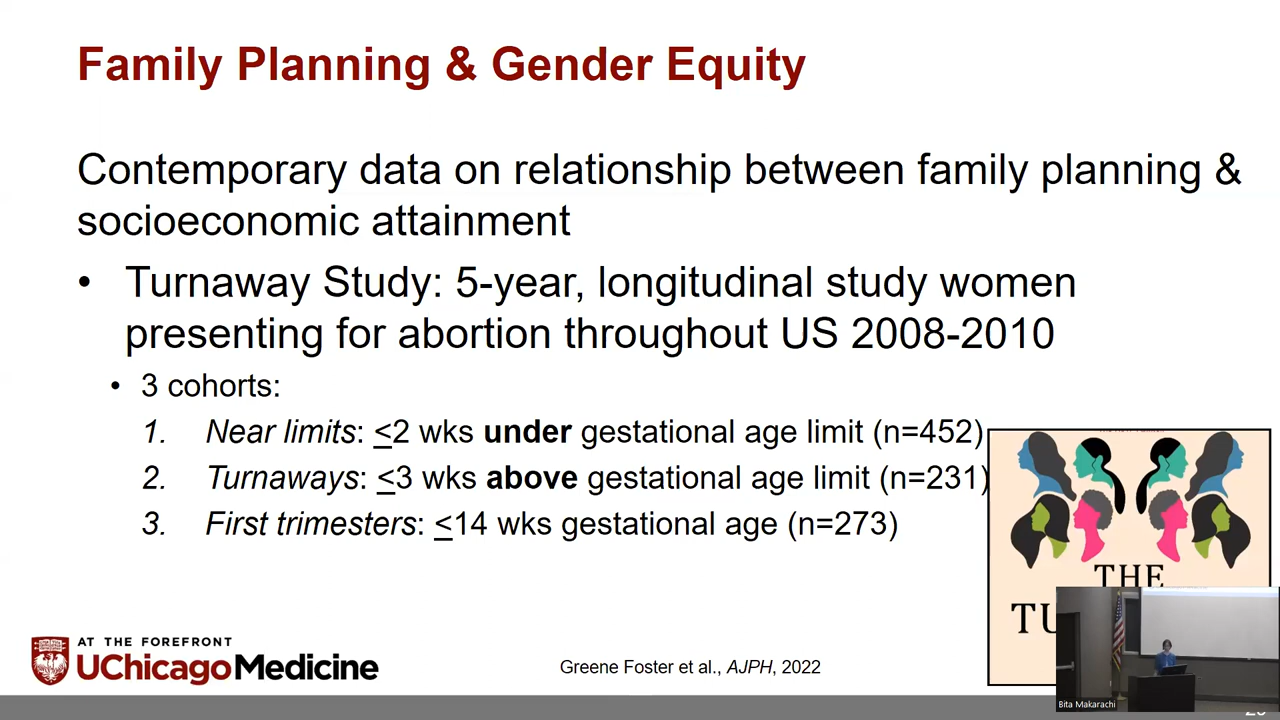 Family Planning & Gender Equity
Contemporary data on relationship between family planning &
socioeconomic attainment
• Turnaway Study: 5-year, longitudinal study women
presenting for abortion throughout US 2008-2010
• 3 cohorts:
1. Near limits: ≤2 wks under gestational age limit (n=452)
2. Turnaways: ≤3 wks above gestational age limit (n=231)
3. First trimesters: ≤14 wks gestational age (n=273)
THE
TU
AT THE FOREFRONT
UChicagoMedicine
Greene Foster et al., AJPH, 2022
Bita Makarachi